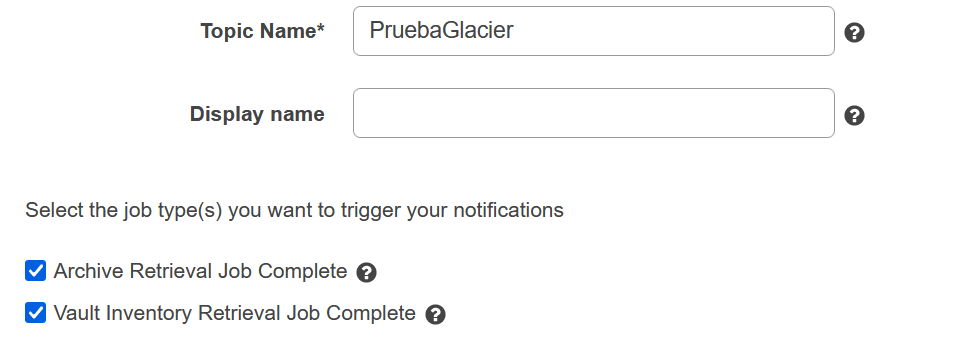 Topic Name* PruebaGlacier
Display name
Select the job type(s) you want to trigger your notifications
Archive Retrieval Job Complete ?
Vault Inventory Retrieval Job Complete ?